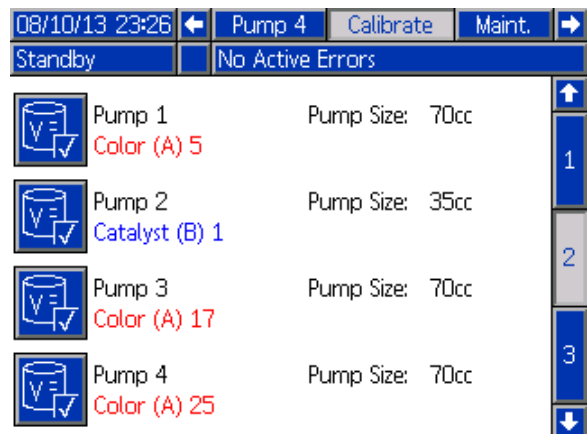 08/10/13 23:26 Pump 4 Calibrate Maint.
Standby No Active Errors
Pump 1 Pump Size: 70cc
Color (A) 5
1
Pump 2 Pump Size: 35cc
Catalyst (B) 1
2
Pump 3 Pump Size: 70cc
Color (A) 17
3
Pump 4 Pump Size: 70cc
Color (A) 25